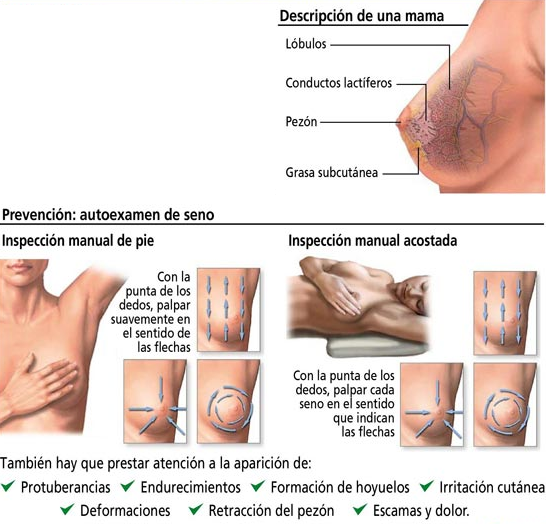 Descripción de una mama
Lóbulos
Conductos lactíferos
Pezón
Grasa subcutánea
Prevención: autoexamen de seno
Inspección manual de pie
Con la
punta de los
dedos, palpar
suavemente en
el sentido de
las flechas
Inspección manual acostada
Con la punta de los
dedos, palpar cada
seno en el sentido
que indican
las flechas
También hay que prestar atención a la aparición de:
✔ Protuberancias ✔ Endurecimientos ✔ Formación de hoyuelos ✔ Irritación cutánea
✔ Deformaciones ✔ Retracción del pezón ✔ Escamas y dolor.